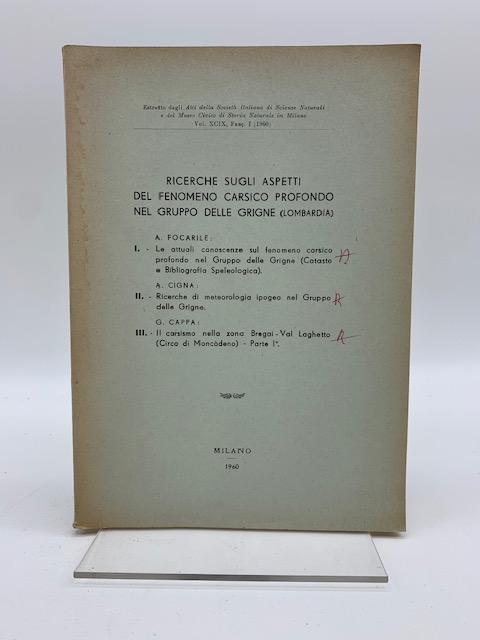 Estratto dagli Atti della Società Italiana di Scienze Naturali
e del Museo Civico di Storia Naturale in Milano
Vol. XCIX, Fasc. I (1960)
RICERCHE SUGLI ASPETTI
DEL FENOMENO CARSICO PROFONDO
NEL GRUPPO DELLE GRIGNE (LOMBARDIA)
A. FOCARILE:
I. - Le attuali conoscenze sul fenomeno carsico
profondo nel Gruppo delle Grigne (Catasto
e Bibliografia Speleologica).
A. CIGNA:
II. - Ricerche di meteorologia ipogea nel Gruppo
delle Grigne.
G. CAPPA:
III. - Il carsismo nella zona Bregai - Val Laghetto
(Circo di Moncòdeno) - Parte Iª.
MILANO
1960